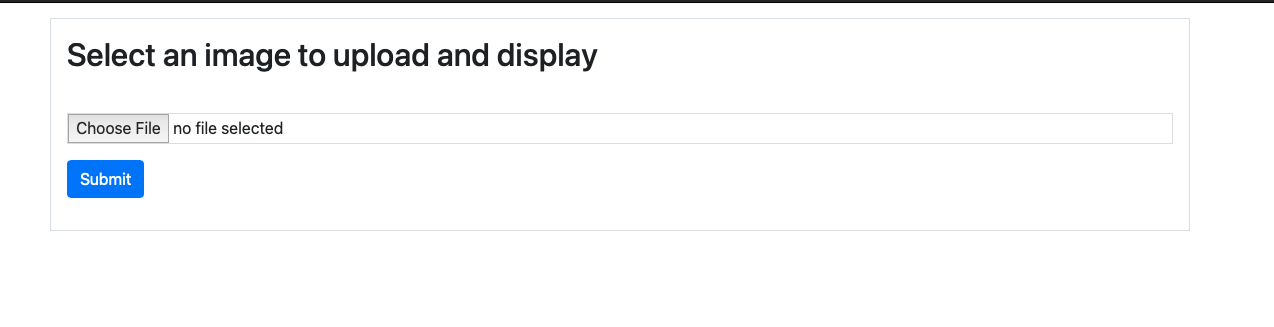 Select an image to upload and display
Choose File no file selected
Submit